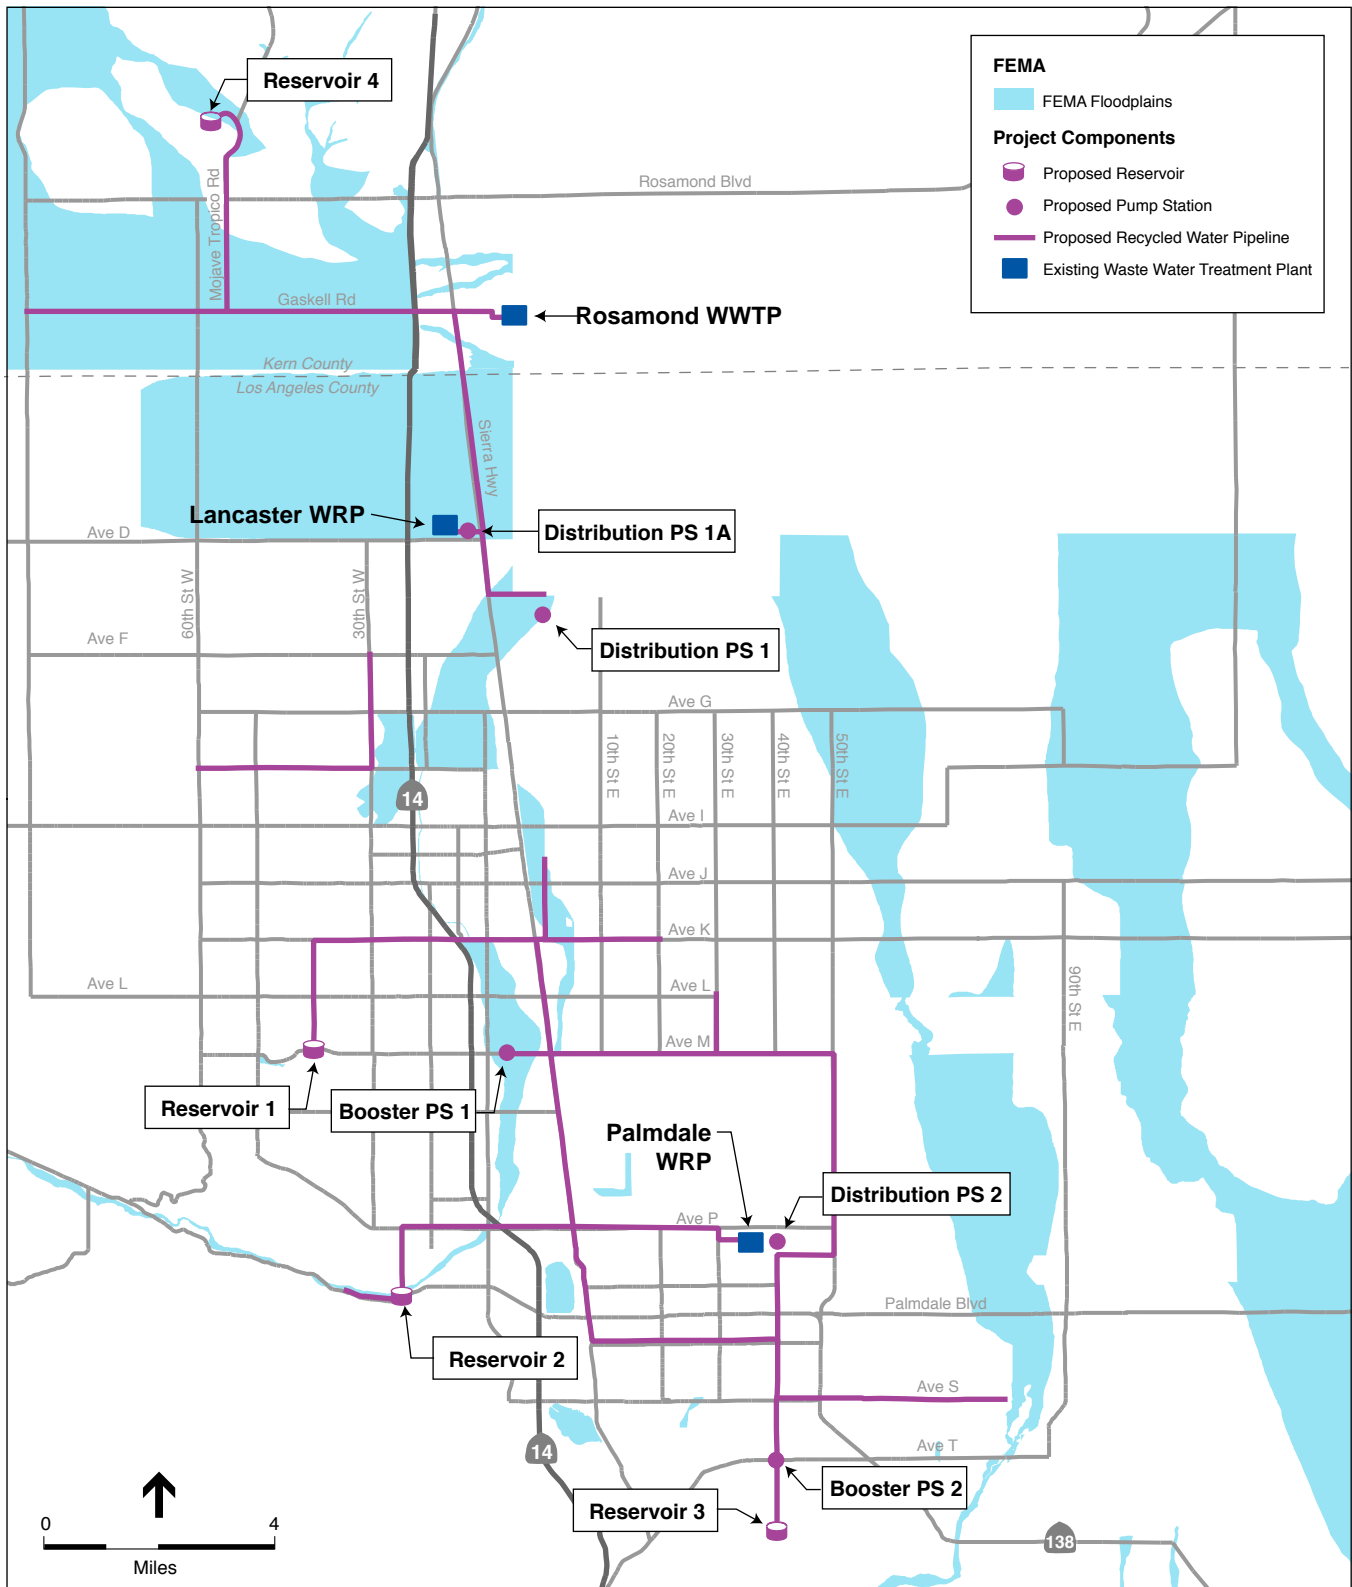 Reservoir 4
FEMA
FEMA Floodplains
Project Components
Proposed Reservoir
Proposed Pump Station
Proposed Recycled Water Pipeline
Existing Waste Water Treatment Plant
Rosamond Blvd
Mojave Tropico Rd
Gaskell Rd
Rosamond WWTP
Kern County
Los Angeles County
Sierra Hwy
Lancaster WRP
Ave D
Distribution PS 1A
60th St W
30th St W
Ave F
Distribution PS 1
Ave G
10th St E
20th St E
30th St E
40th St E
50th St E
14
Ave I
Ave J
Ave K
Ave L
Ave L
90th St E
Ave M
Reservoir 1
Booster PS 1
Palmdale
WRP
Distribution PS 2
Ave P
Palmdale Blvd
Reservoir 2
Ave S
14
Ave T
Booster PS 2
Reservoir 3
138
0
4
Miles